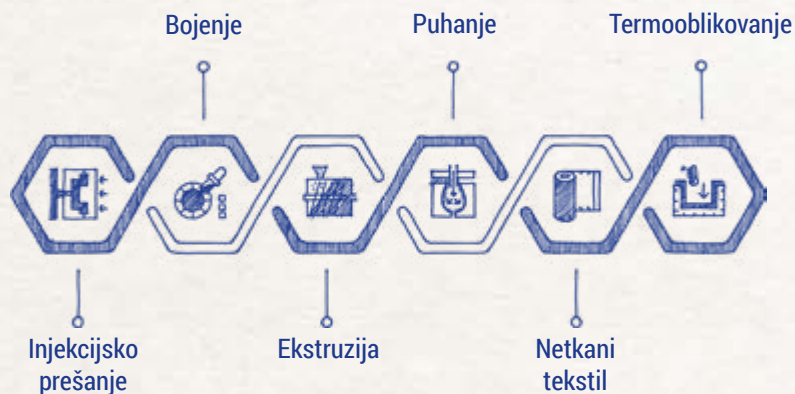 Bojenje
Puhanje
Termooblikovanje
Injekcijsko
prešanje
Ekstruzija
Netkani
tekstil